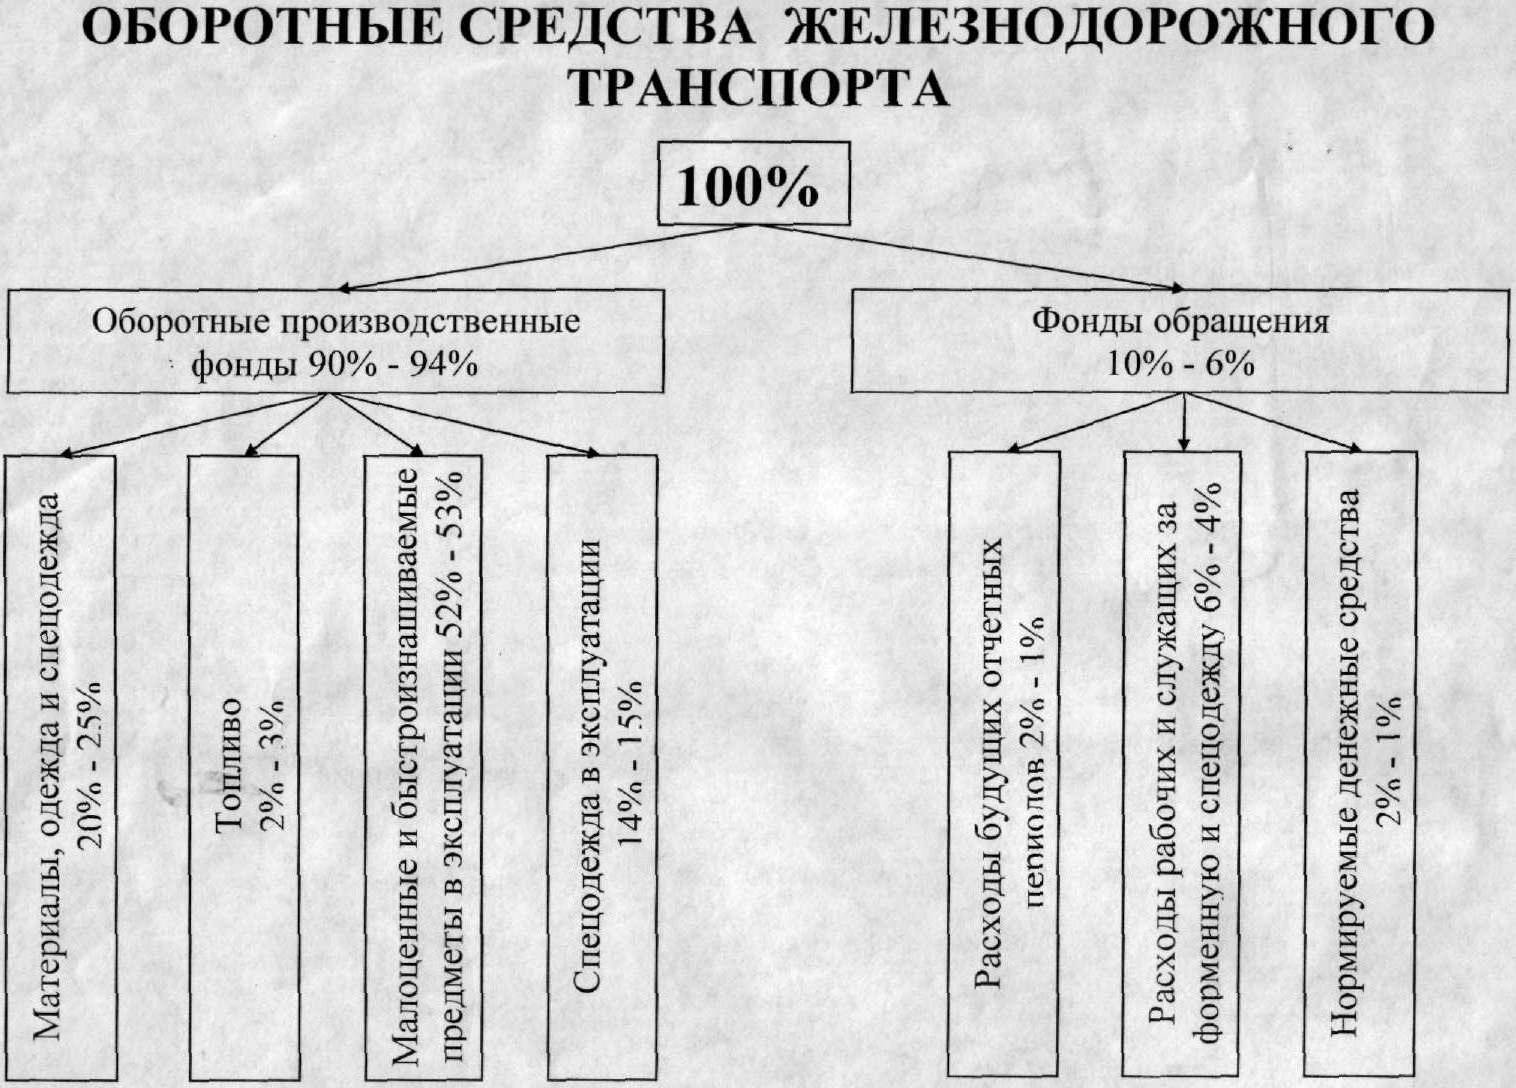 ОБОРОТНЫЕ СРЕДСТВА ЖЕЛЕЗНОДОРОЖНОГО
ТРАНСПОРТА
100%
Оборотные производственные
фонды 90% - 94%
Фонды обращения
10% - 6%
Материалы, одежда и спецодежда
20% - 25%
Топливо
2% - 3%
Малоценные и быстроизнашиваемые
предметы в эксплуатации 52% - 53%
Спецодежда в эксплуатации
14% - 15%
Расходы будущих отчетных
периодов 2% - 1%
Расходы рабочих и служащих за
форменную и спецодежду 6% - 4%
Нормируемые денежные средства
2% - 1%